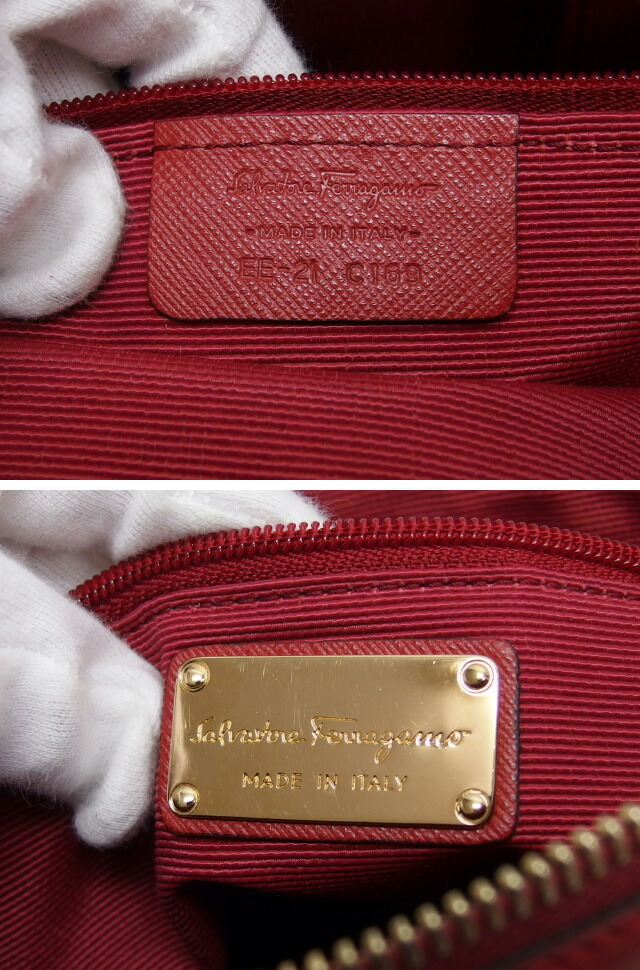 Salvatore Ferragamo
-MADE IN ITALY-
EE-21 C169
Salvatore Ferragamo
MADE IN ITALY